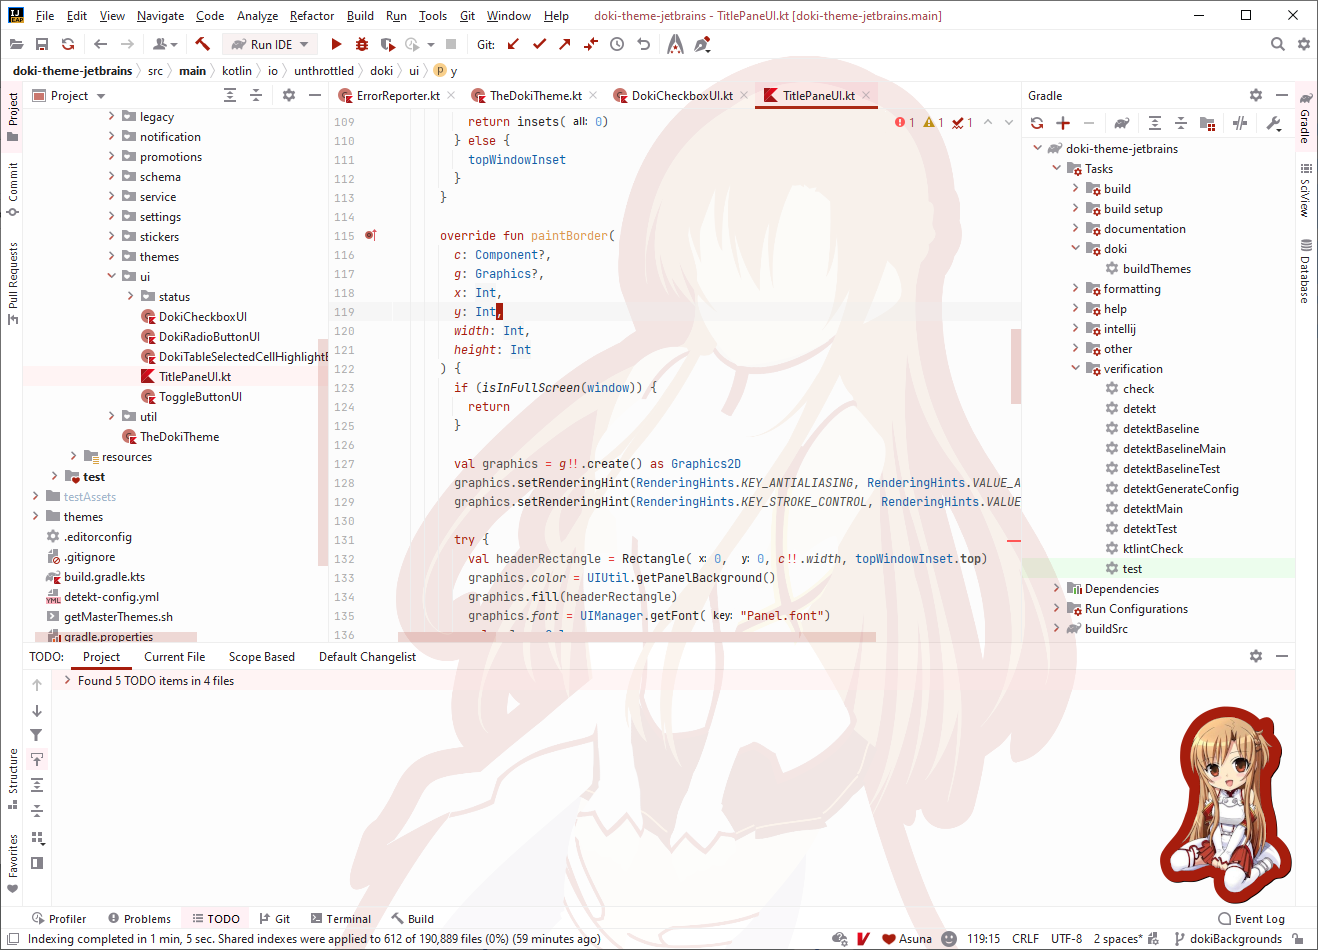 File Edit View Navigate Code Analyze Refactor Build Run Tools Git Window Help doki-theme-jetbrains - TitlePaneUI.kt [doki-theme-jetbrains.main]
Run IDE Git:
doki-theme-jetbrains src main kotlin io unthrottled doki ui p y
Project
Commit
Pull Requests
Structure
Favorites
Project
legacy
notification
promotions
schema
service
settings
stickers
themes
ui
status
DokiCheckboxUI
DokiRadioButtonUI
DokiTableSelectedCellHighlight
TitlePaneUI.kt
ToggleButtonUI
util
TheDokiTheme
resources
test
testAssets
themes
.editorconfig
.gitignore
build.gradle.kts
detekt-config.yml
getMasterThemes.sh
gradle.properties
ErrorReporter.kt TheDokiTheme.kt DokiCheckboxUI.kt TitlePaneUI.kt
1 1 1
109 return insets( all: 0)
110 } else {
111 topWindowInset
112 }
113 }
114
115 override fun paintBorder(
116 c: Component?,
117 g: Graphics?,
118 x: Int,
119 y: Int,
120 width: Int,
121 height: Int
122 ) {
123 if (isInFullScreen(window)) {
124 return
125 }
126
127 val graphics = g!!.create() as Graphics2D
128 graphics.setRenderingHint(RenderingHints.KEY_ANTIALIASING, RenderingHints.VALUE_A
129 graphics.setRenderingHint(RenderingHints.KEY_STROKE_CONTROL, RenderingHints.VALUE
130
131 try {
132 val headerRectangle = Rectangle( x: 0, y: 0, c!!.width, topWindowInset.top)
133 graphics.color = UIUtil.getPanelBackground()
134 graphics.fill(headerRectangle)
135 graphics.font = UIManager.getFont( key: "Panel.font")
136
Gradle
doki-theme-jetbrains
Tasks
build
build setup
documentation
doki
buildThemes
formatting
help
intellij
other
verification
check
detekt
detektBaseline
detektBaselineMain
detektBaselineTest
detektGenerateConfig
detektMain
detektTest
ktlintCheck
test
Dependencies
Run Configurations
buildSrc
Gradle
SciView
Database
TODO: Project Current File Scope Based Default Changelist
Found 5 TODO items in 4 files
Profiler Problems TODO Git Terminal Build Event Log
Indexing completed in 1 min, 5 sec. Shared indexes were applied to 612 of 190,889 files (0%) (59 minutes ago) Asuna 119:15 CRLF UTF-8 2 spaces* dokiBackgrounds